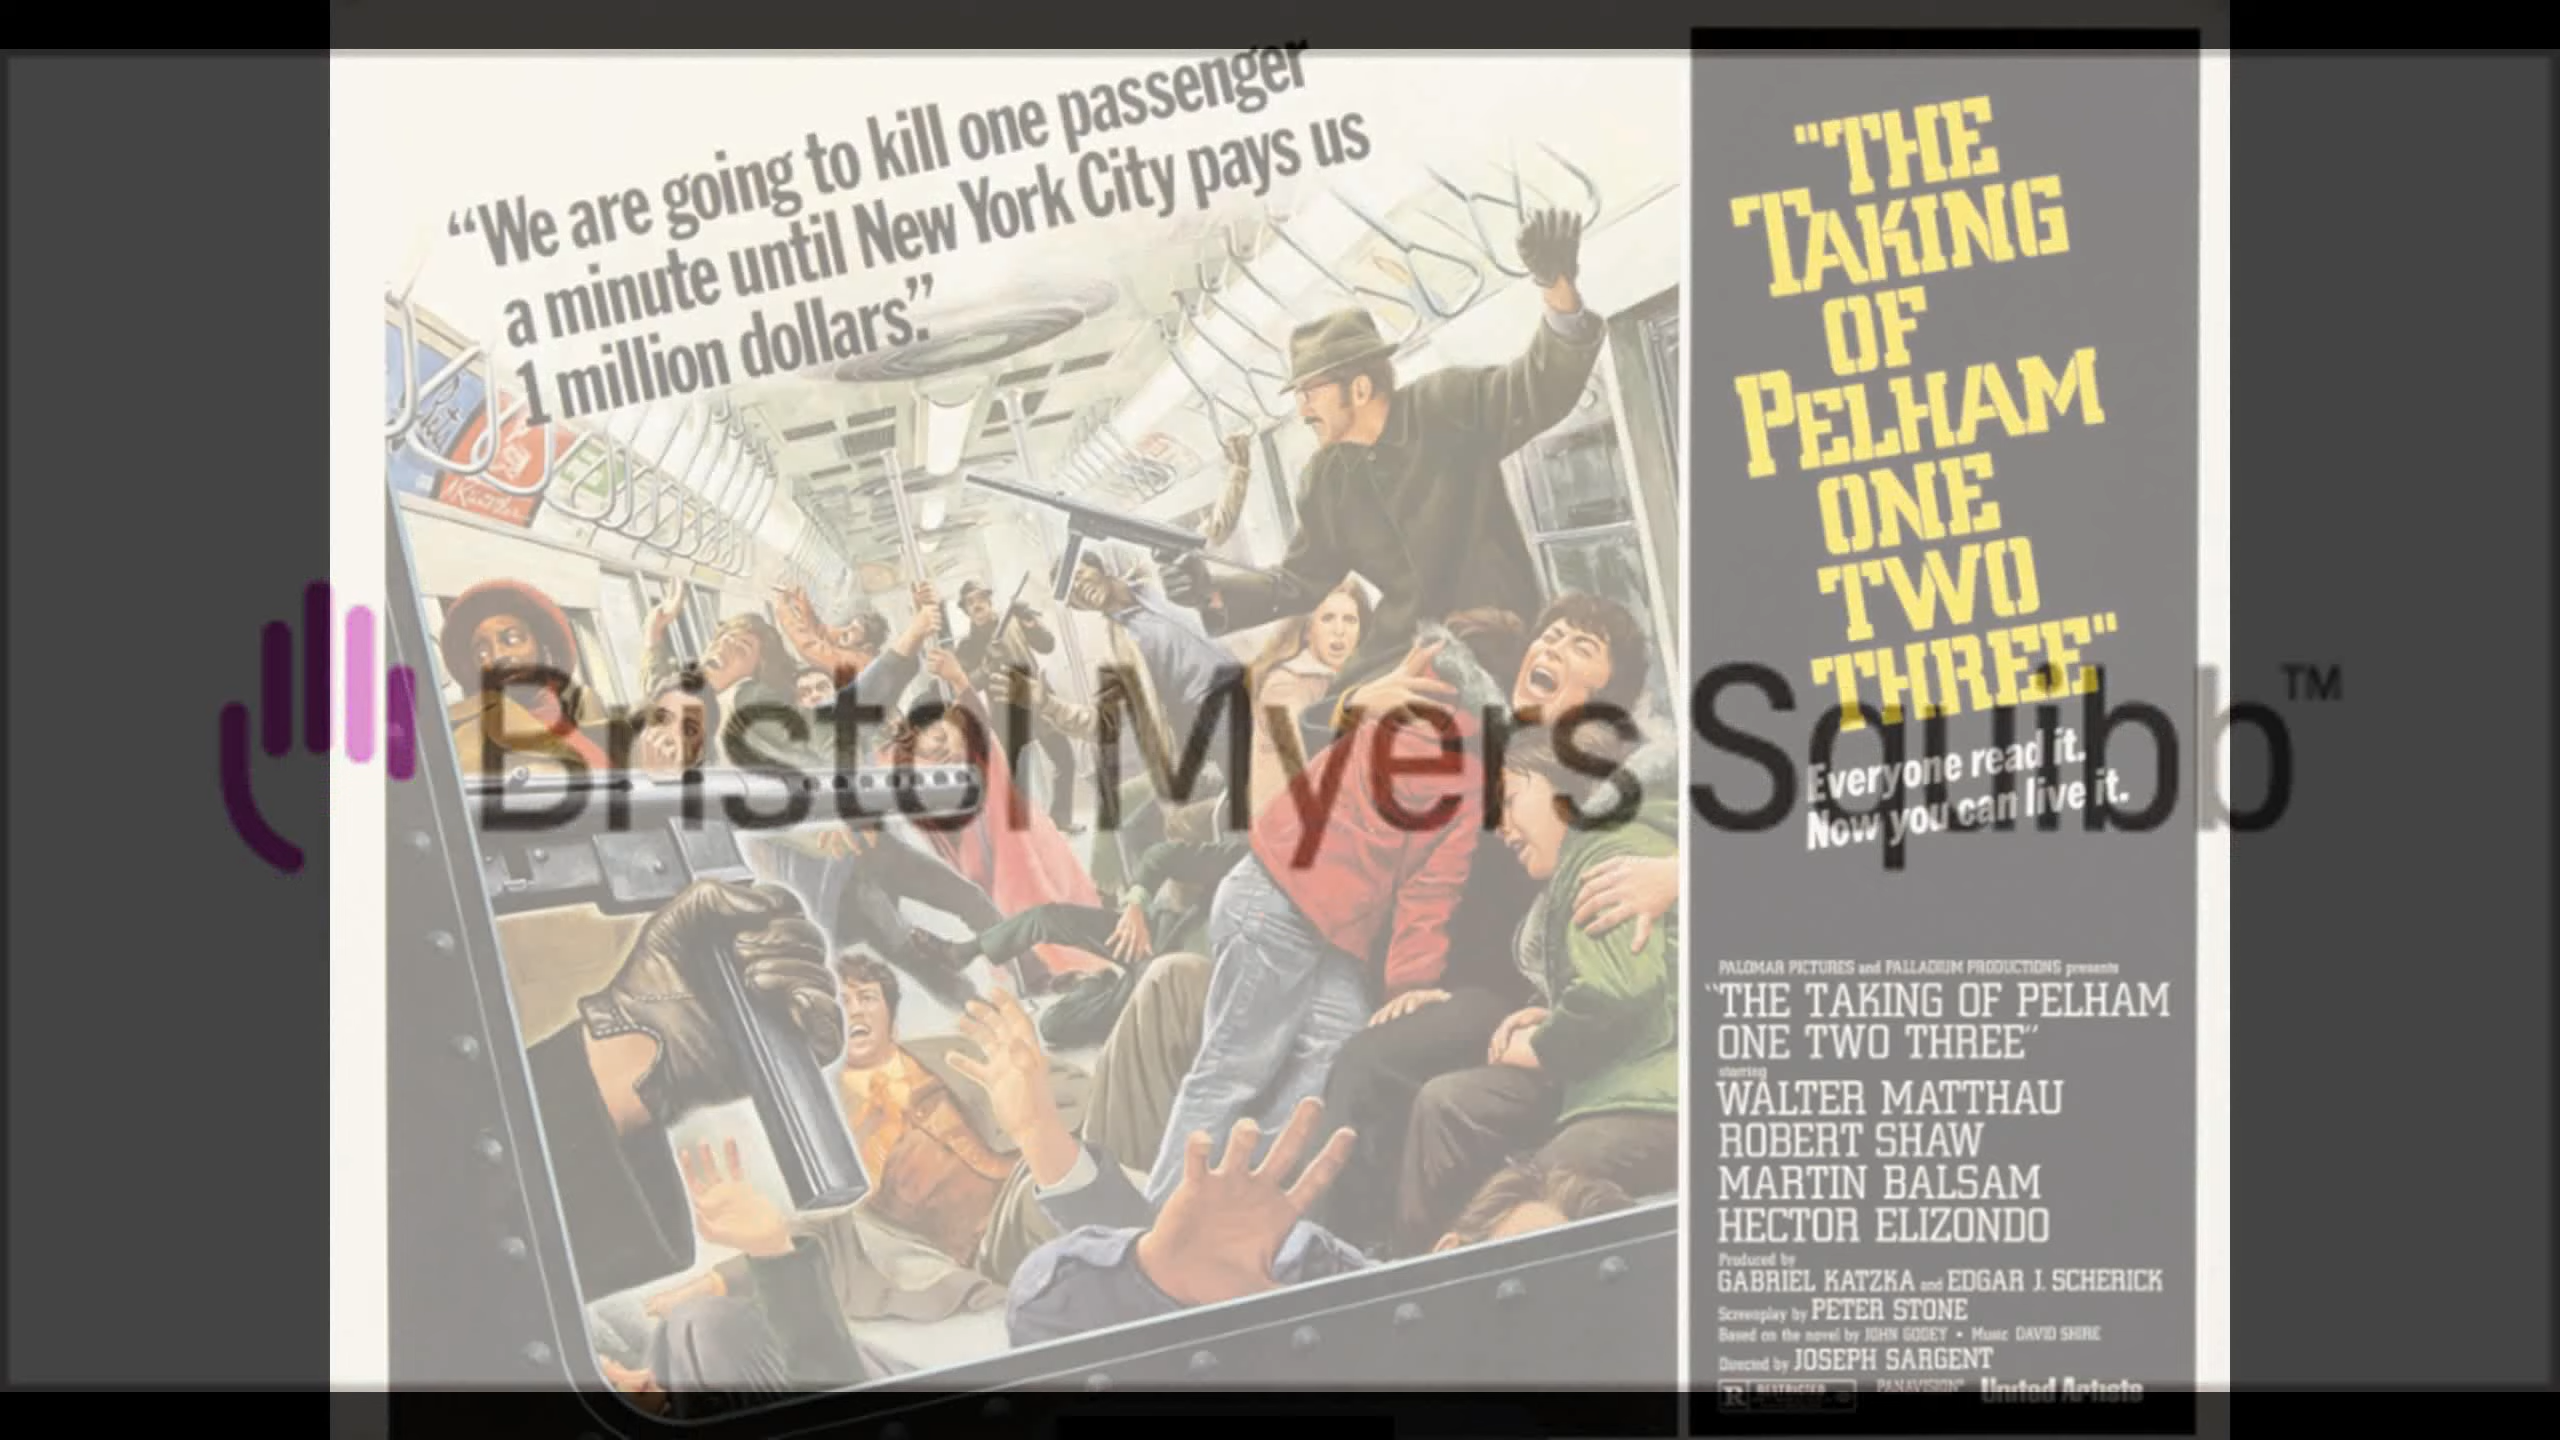 “We are going to kill one passenger
a minute until New York City pays us
1 million dollars.”
"THE
TAKING
OF
PELHAM
ONE
TWO
THREE"
Bristol Myers Squibb™
Everyone read it.
Now you can live it.
PALOMAR PICTURES and PALLADIUM PRODUCTIONS presents
"THE TAKING OF PELHAM
ONE TWO THREE"
starring
WALTER MATTHAU
ROBERT SHAW
MARTIN BALSAM
HECTOR ELIZONDO
Produced by
GABRIEL KATZKA and EDGAR J. SCHERICK
Screenplay by PETER STONE
Based on the novel by JOHN GODEY • Music DAVID SHIRE
Directed by JOSEPH SARGENT
R RESTRICTED PANAVISION® United Artists